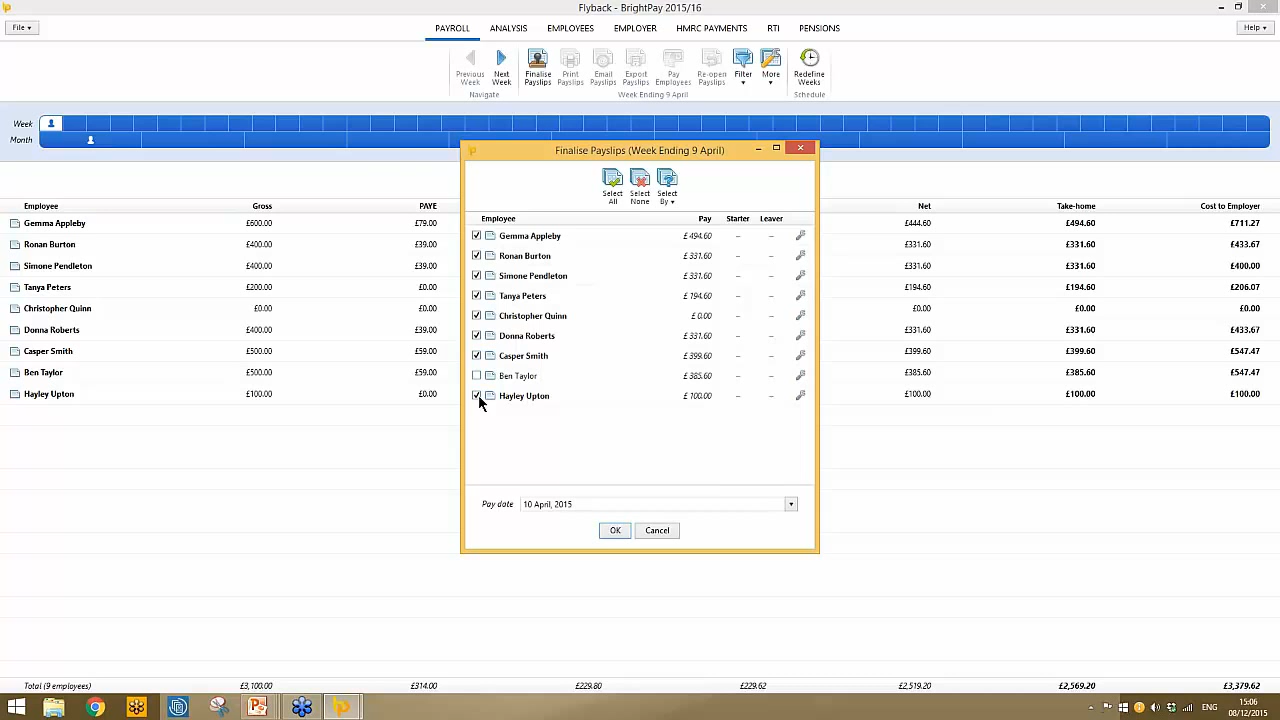 Flyback - BrightPay 2015/16
File
PAYROLL ANALYSIS EMPLOYEES EMPLOYER HMRC PAYMENTS RTI PENSIONS
Help
Previous Week Next Week Finalise Payslips Print Payslips Email Payslips Export Payslips Pay Employees Re-open Payslips Filter More Redefine Weeks
Navigate Week Ending 9 April Schedule
Week
Month
Finalise Payslips (Week Ending 9 April)
Select All Select None Select By
Employee Pay Starter Leaver
Gemma Appleby £ 494.60 – –
Ronan Burton £ 331.60 – –
Simone Pendleton £ 331.60 – –
Tanya Peters £ 194.60 – –
Christopher Quinn £ 0.00 – –
Donna Roberts £ 331.60 – –
Casper Smith £ 399.60 – –
Ben Taylor £ 385.60 – –
Hayley Upton £ 100.00 – –
Pay date 10 April, 2015
OK Cancel
Employee Gross PAYE Net Take-home Cost to Employer
Gemma Appleby £600.00 £79.00 £444.60 £494.60 £711.27
Ronan Burton £400.00 £39.00 £331.60 £331.60 £433.67
Simone Pendleton £400.00 £39.00 £331.60 £331.60 £400.00
Tanya Peters £200.00 £0.00 £194.60 £194.60 £206.07
Christopher Quinn £0.00 £0.00 £0.00 £0.00 £0.00
Donna Roberts £400.00 £39.00 £331.60 £331.60 £433.67
Casper Smith £500.00 £59.00 £399.60 £399.60 £547.47
Ben Taylor £500.00 £59.00 £385.60 £385.60 £547.47
Hayley Upton £100.00 £0.00 £100.00 £100.00 £100.00
Total (9 employees) £3,100.00 £314.00 £229.80 £229.62 £2,519.20 £2,569.20 £3,379.62
ENG
15:06
08/12/2015